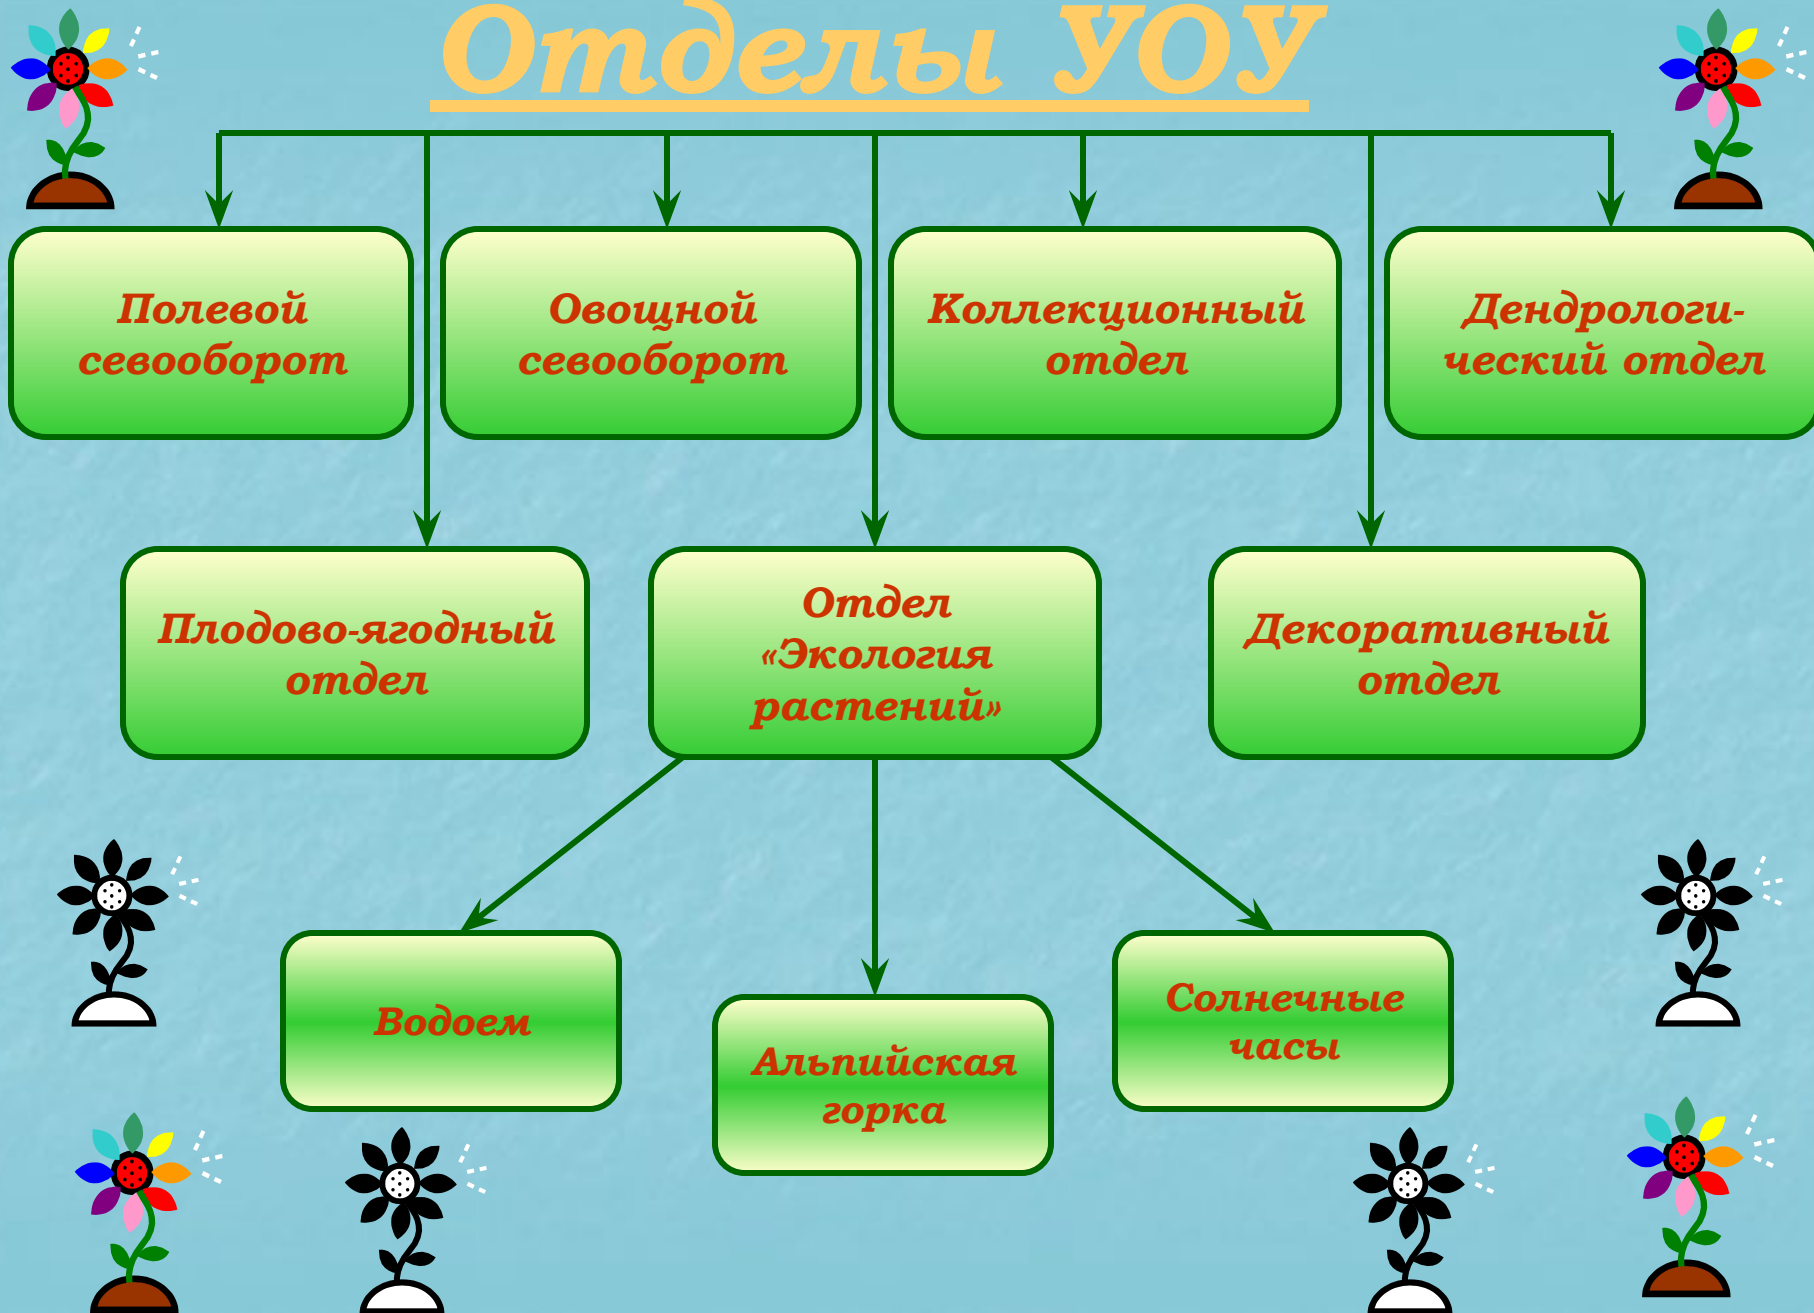 Отделы УОУ
Полевой
севооборот
Овощной
севооборот
Коллекционный
отдел
Дендрологи-
ческий отдел
Плодово-ягодный
отдел
Отдел
«Экология
растений»
Декоративный
отдел
Водоем
Альпийская
горка
Солнечные
часы